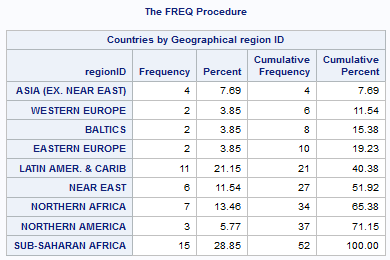 The FREQ Procedure
Countries by Geographical region ID
regionID Frequency Percent Cumulative Frequency Cumulative Percent
ASIA (EX. NEAR EAST) 4 7.69 4 7.69
WESTERN EUROPE 2 3.85 6 11.54
BALTICS 2 3.85 8 15.38
EASTERN EUROPE 2 3.85 10 19.23
LATIN AMER. & CARIB 11 21.15 21 40.38
NEAR EAST 6 11.54 27 51.92
NORTHERN AFRICA 7 13.46 34 65.38
NORTHERN AMERICA 3 5.77 37 71.15
SUB-SAHARAN AFRICA 15 28.85 52 100.00